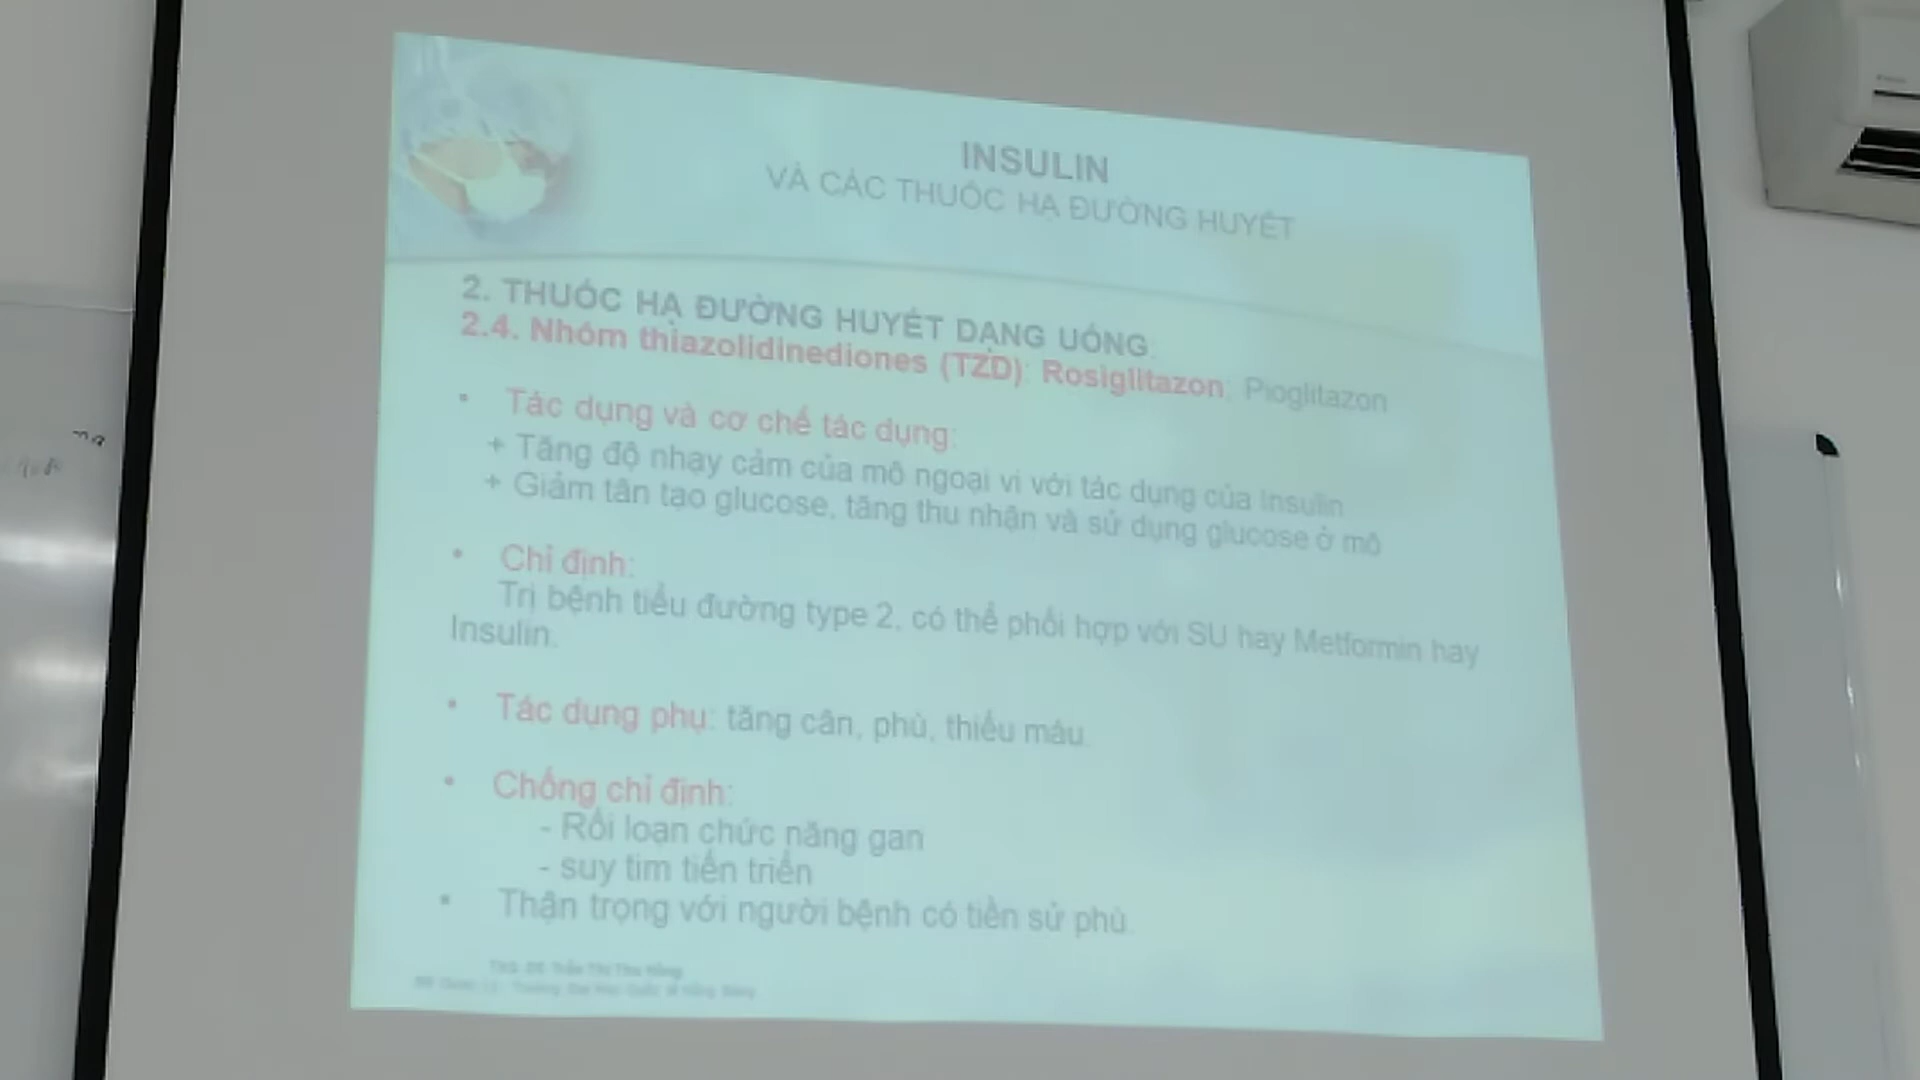 INSULIN
VÀ CÁC THUỐC HẠ ĐƯỜNG HUYẾT
2. THUỐC HẠ ĐƯỜNG HUYẾT DẠNG UỐNG:
2.4. Nhóm thiazolidinediones (TZD): Rosiglitazon; Pioglitazon
• Tác dụng và cơ chế tác dụng:
+ Tăng độ nhạy cảm của mô ngoại vi với tác dụng của Insulin
+ Giảm tân tạo glucose, tăng thu nhận và sử dụng glucose ở mô
• Chỉ định:
Trị bệnh tiểu đường type 2, có thể phối hợp với SU hay Metformin hay
Insulin.
• Tác dụng phụ: tăng cân, phù, thiếu máu.
• Chống chỉ định:
- Rối loạn chức năng gan
- suy tim tiến triển
• Thận trọng với người bệnh có tiền sử phù.
Trần Thị Thu Hằng